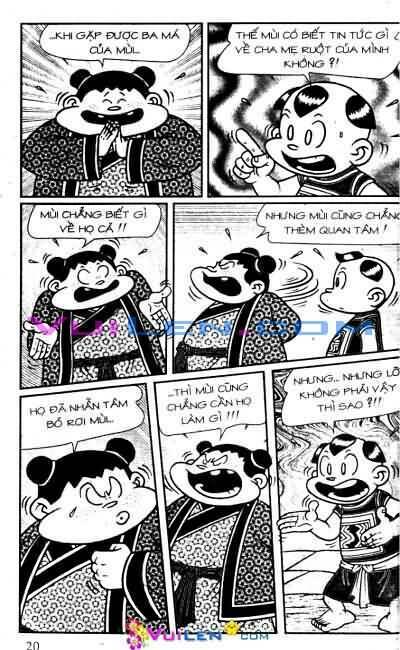 ...KHI GẶP ĐƯỢC BA MÁ
CỦA MÙI...
THẾ MÙI CÓ BIẾT TIN TỨC GÌ
VỀ CHA MẸ RUỘT CỦA MÌNH
KHÔNG ?!
MÙI CHẲNG BIẾT GÌ
VỀ HỌ CẢ !!
NHƯNG MÙI CŨNG CHẲNG
THÈM QUAN TÂM !
VUILEN.COM
HỌ ĐÃ NHẪN TÂM
BỎ RƠI MÙI...
...THÌ MÙI CŨNG
CHẲNG CẦN HỌ
LÀM GÌ !!!
NHƯNG... NHƯNG LỠ
KHÔNG PHẢI VẬY
THÌ SAO ?!!
20
VUILEN.COM